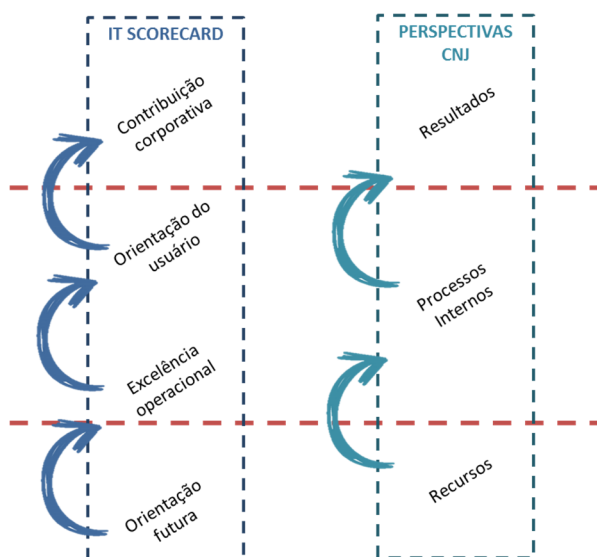 IT SCORECARD
Contribuição
corporativa
Orientação do
usuário
Excelência
operacional
Orientação
futura
PERSPECTIVAS
CNJ
Resultados
Processos
Internos
Recursos